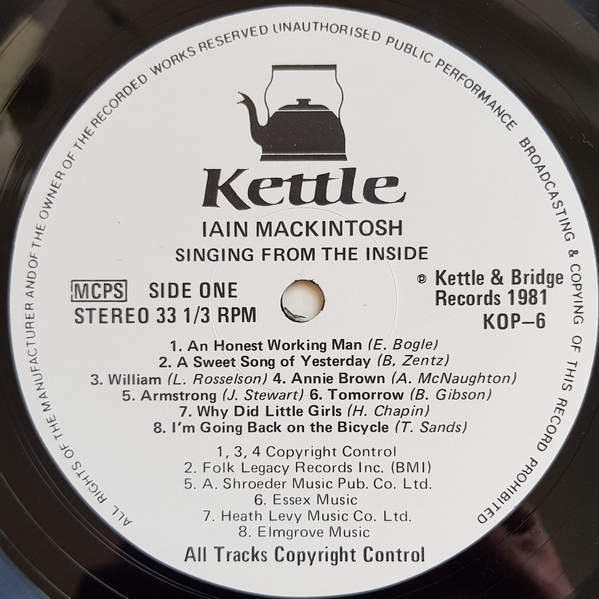 ALL RIGHTS OF THE MANUFACTURER AND OF THE OWNER OF THE RECORDED WORKS RESERVED UNAUTHORISED PUBLIC PERFORMANCE BROADCASTING & COPYING OF THIS RECORD PROHIBITED
Kettle
IAIN MACKINTOSH
SINGING FROM THE INSIDE
MCPS SIDE ONE
STEREO 33 1/3 RPM
℗ Kettle & Bridge
Records 1981
KOP–6
1. An Honest Working Man (E. Bogle)
2. A Sweet Song of Yesterday (B, Zentz)
3. William (L. Rosselson) 4. Annie Brown (A. McNaughton)
5. Armstrong (J. Stewart) 6. Tomorrow (B. Gibson)
7. Why Did Little Girls (H. Chapin)
8. I'm Going Back on the Bicycle (T. Sands)
1, 3, 4 Copyright Control
2. Folk Legacy Records Inc. (BMI)
5. A. Shroeder Music Pub. Co. Ltd.
6. Essex Music
7. Heath Levy Music Co. Ltd.
8. Elmgrove Music
All Tracks Copyright Control